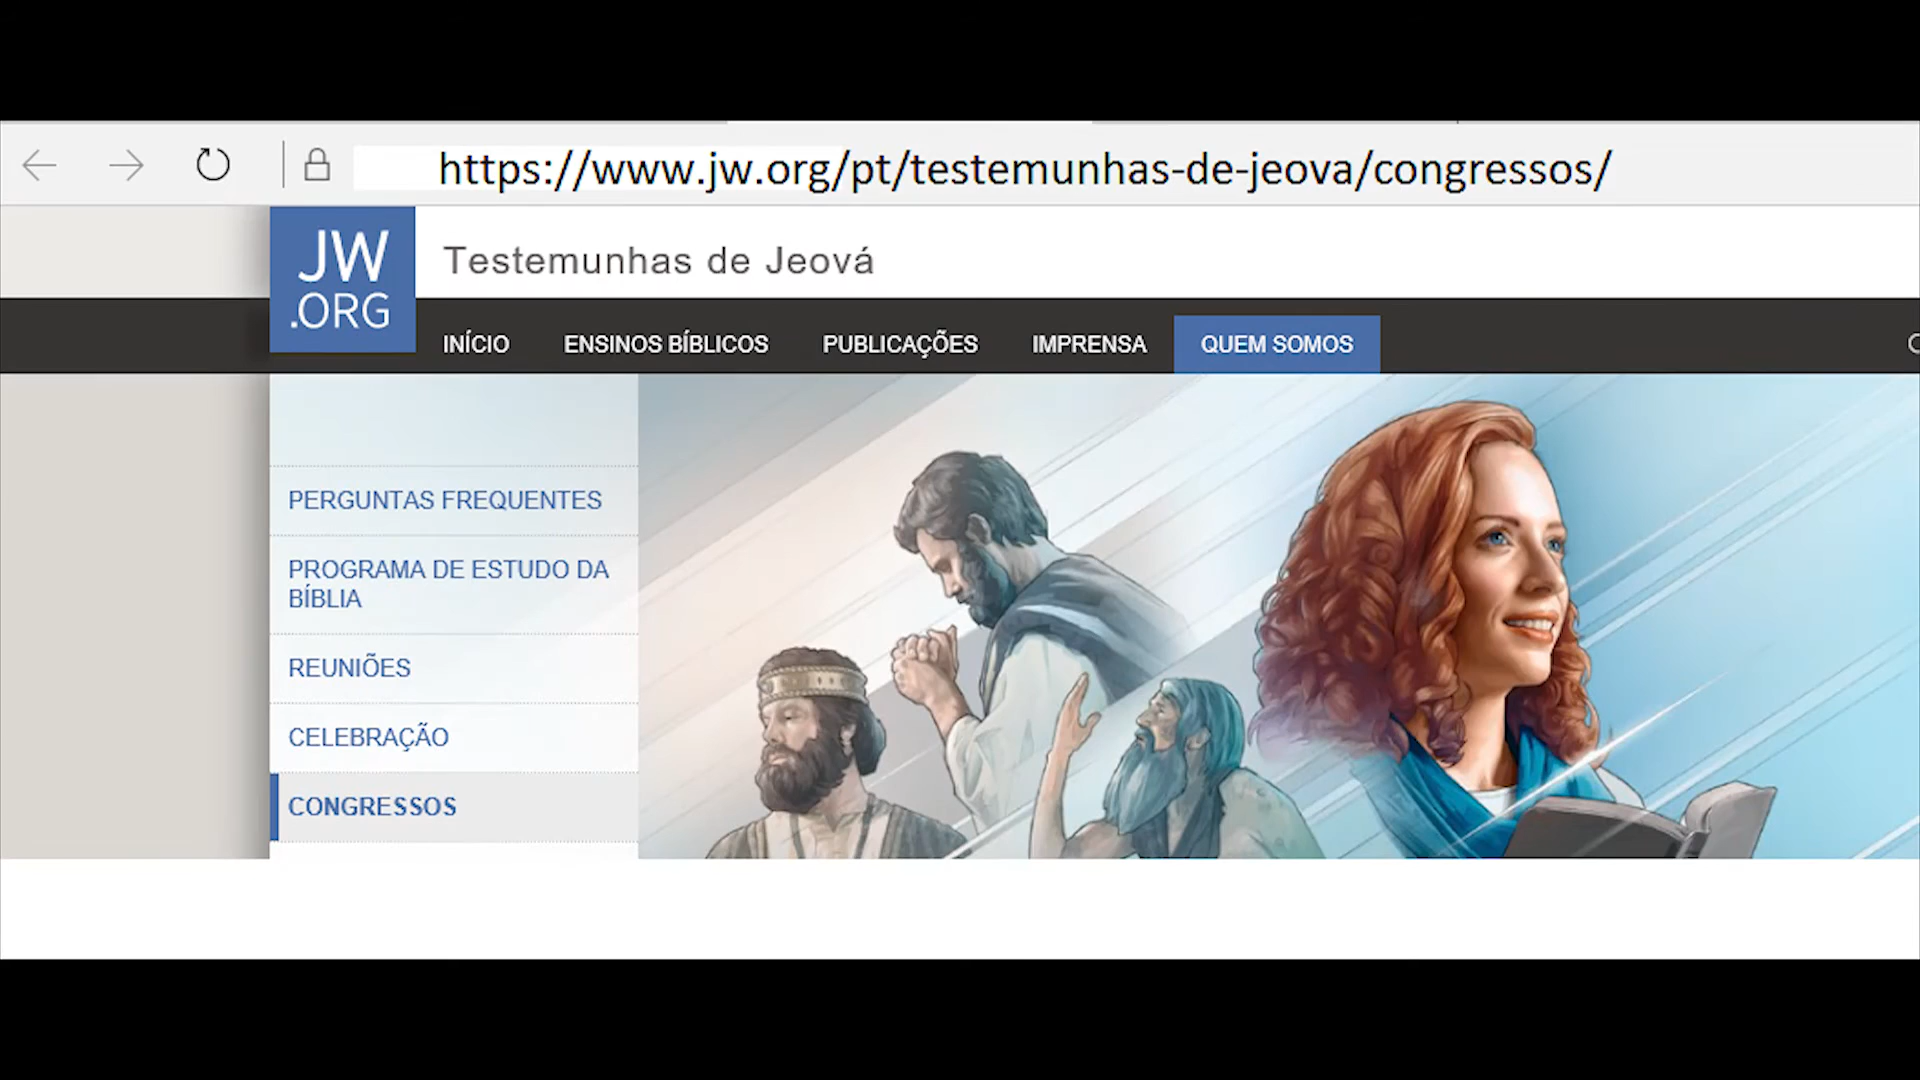 https://www.jw.org/pt/testemunhas-de-jeova/congressos/
JW
.ORG
Testemunhas de Jeová
INÍCIO ENSINOS BÍBLICOS PUBLICAÇÕES IMPRENSA QUEM SOMOS
PERGUNTAS FREQUENTES
PROGRAMA DE ESTUDO DA
BÍBLIA
REUNIÕES
CELEBRAÇÃO
CONGRESSOS